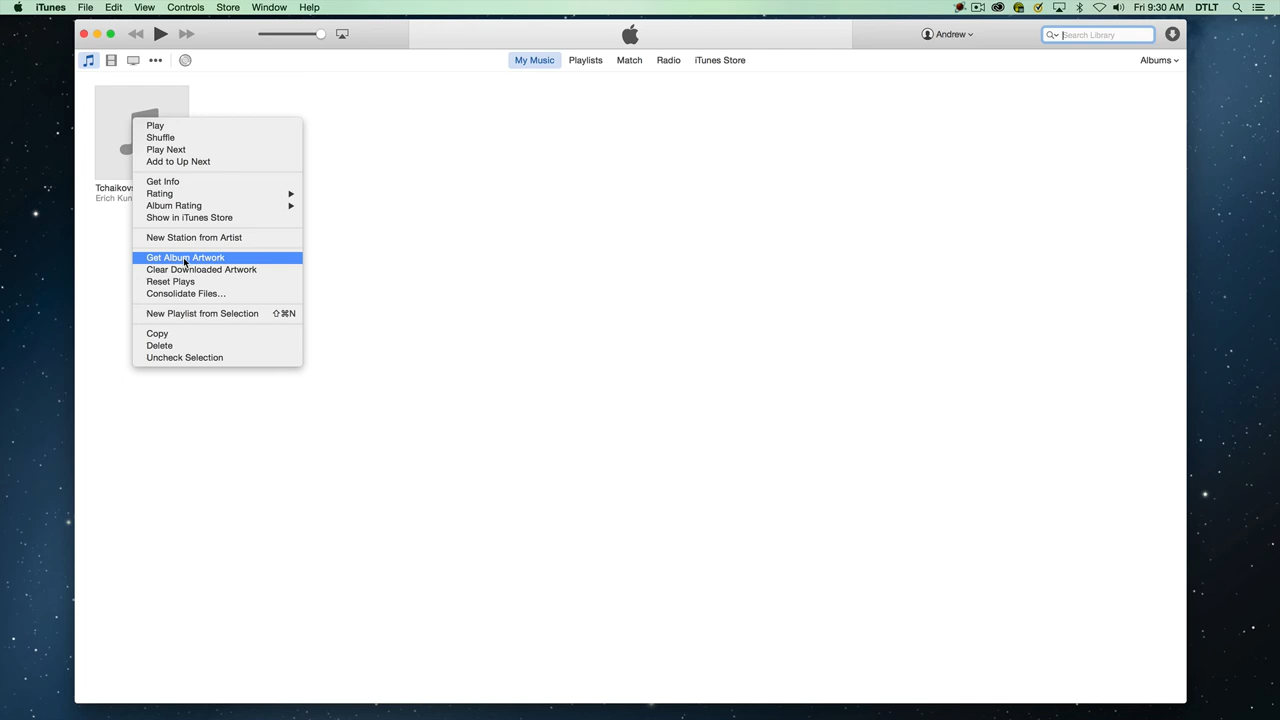 iTunes File Edit View Controls Store Window Help Fri 9:30 AM DTLT
Andrew Search Library
My Music Playlists Match Radio iTunes Store Albums
Play
Shuffle
Play Next
Add to Up Next
Get Info
Tchaikovs
Rating
Erich Kun
Album Rating
Show in iTunes Store
New Station from Artist
Get Album Artwork
Clear Downloaded Artwork
Reset Plays
Consolidate Files...
New Playlist from Selection ⇧⌘N
Copy
Delete
Uncheck Selection